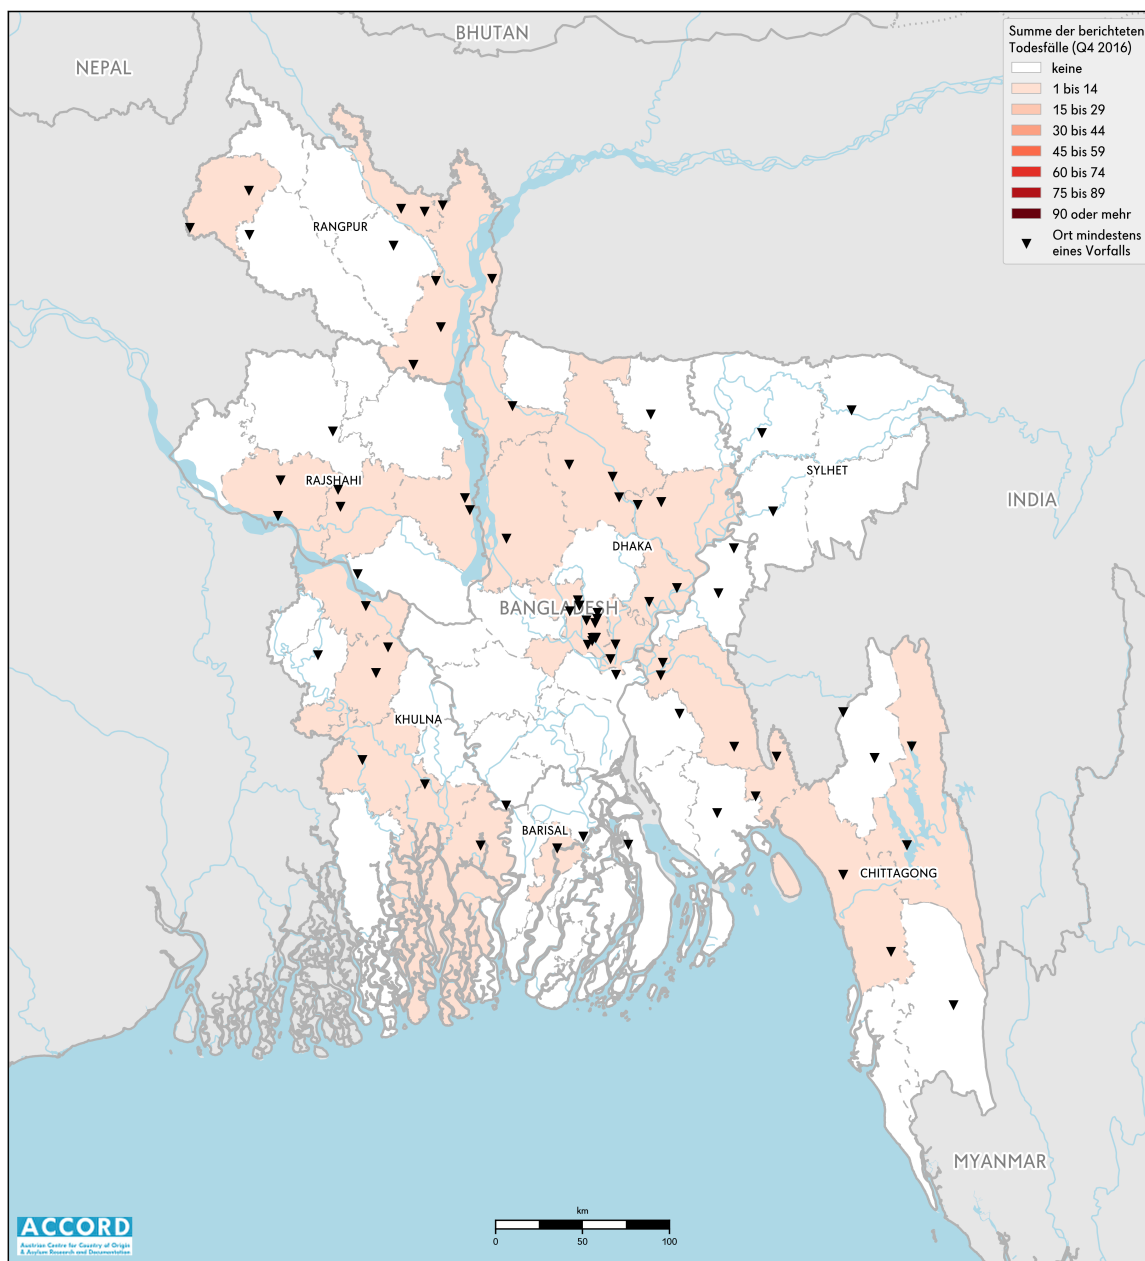 BHUTAN
NEPAL
Summe der berichteten
Todesfälle (Q4 2016)
keine
1 bis 14
15 bis 29
30 bis 44
45 bis 59
60 bis 74
75 bis 89
90 oder mehr
Ort mindestens
eines Vorfalls
RANGPUR
RAJSHAHI
SYLHET
INDIA
DHAKA
BANGLADESH
KHULNA
BARISAL
CHITTAGONG
MYANMAR
ACCORD
Austrian Centre for Country of Origin
& Asylum Research and Documentation
km
0 50 100